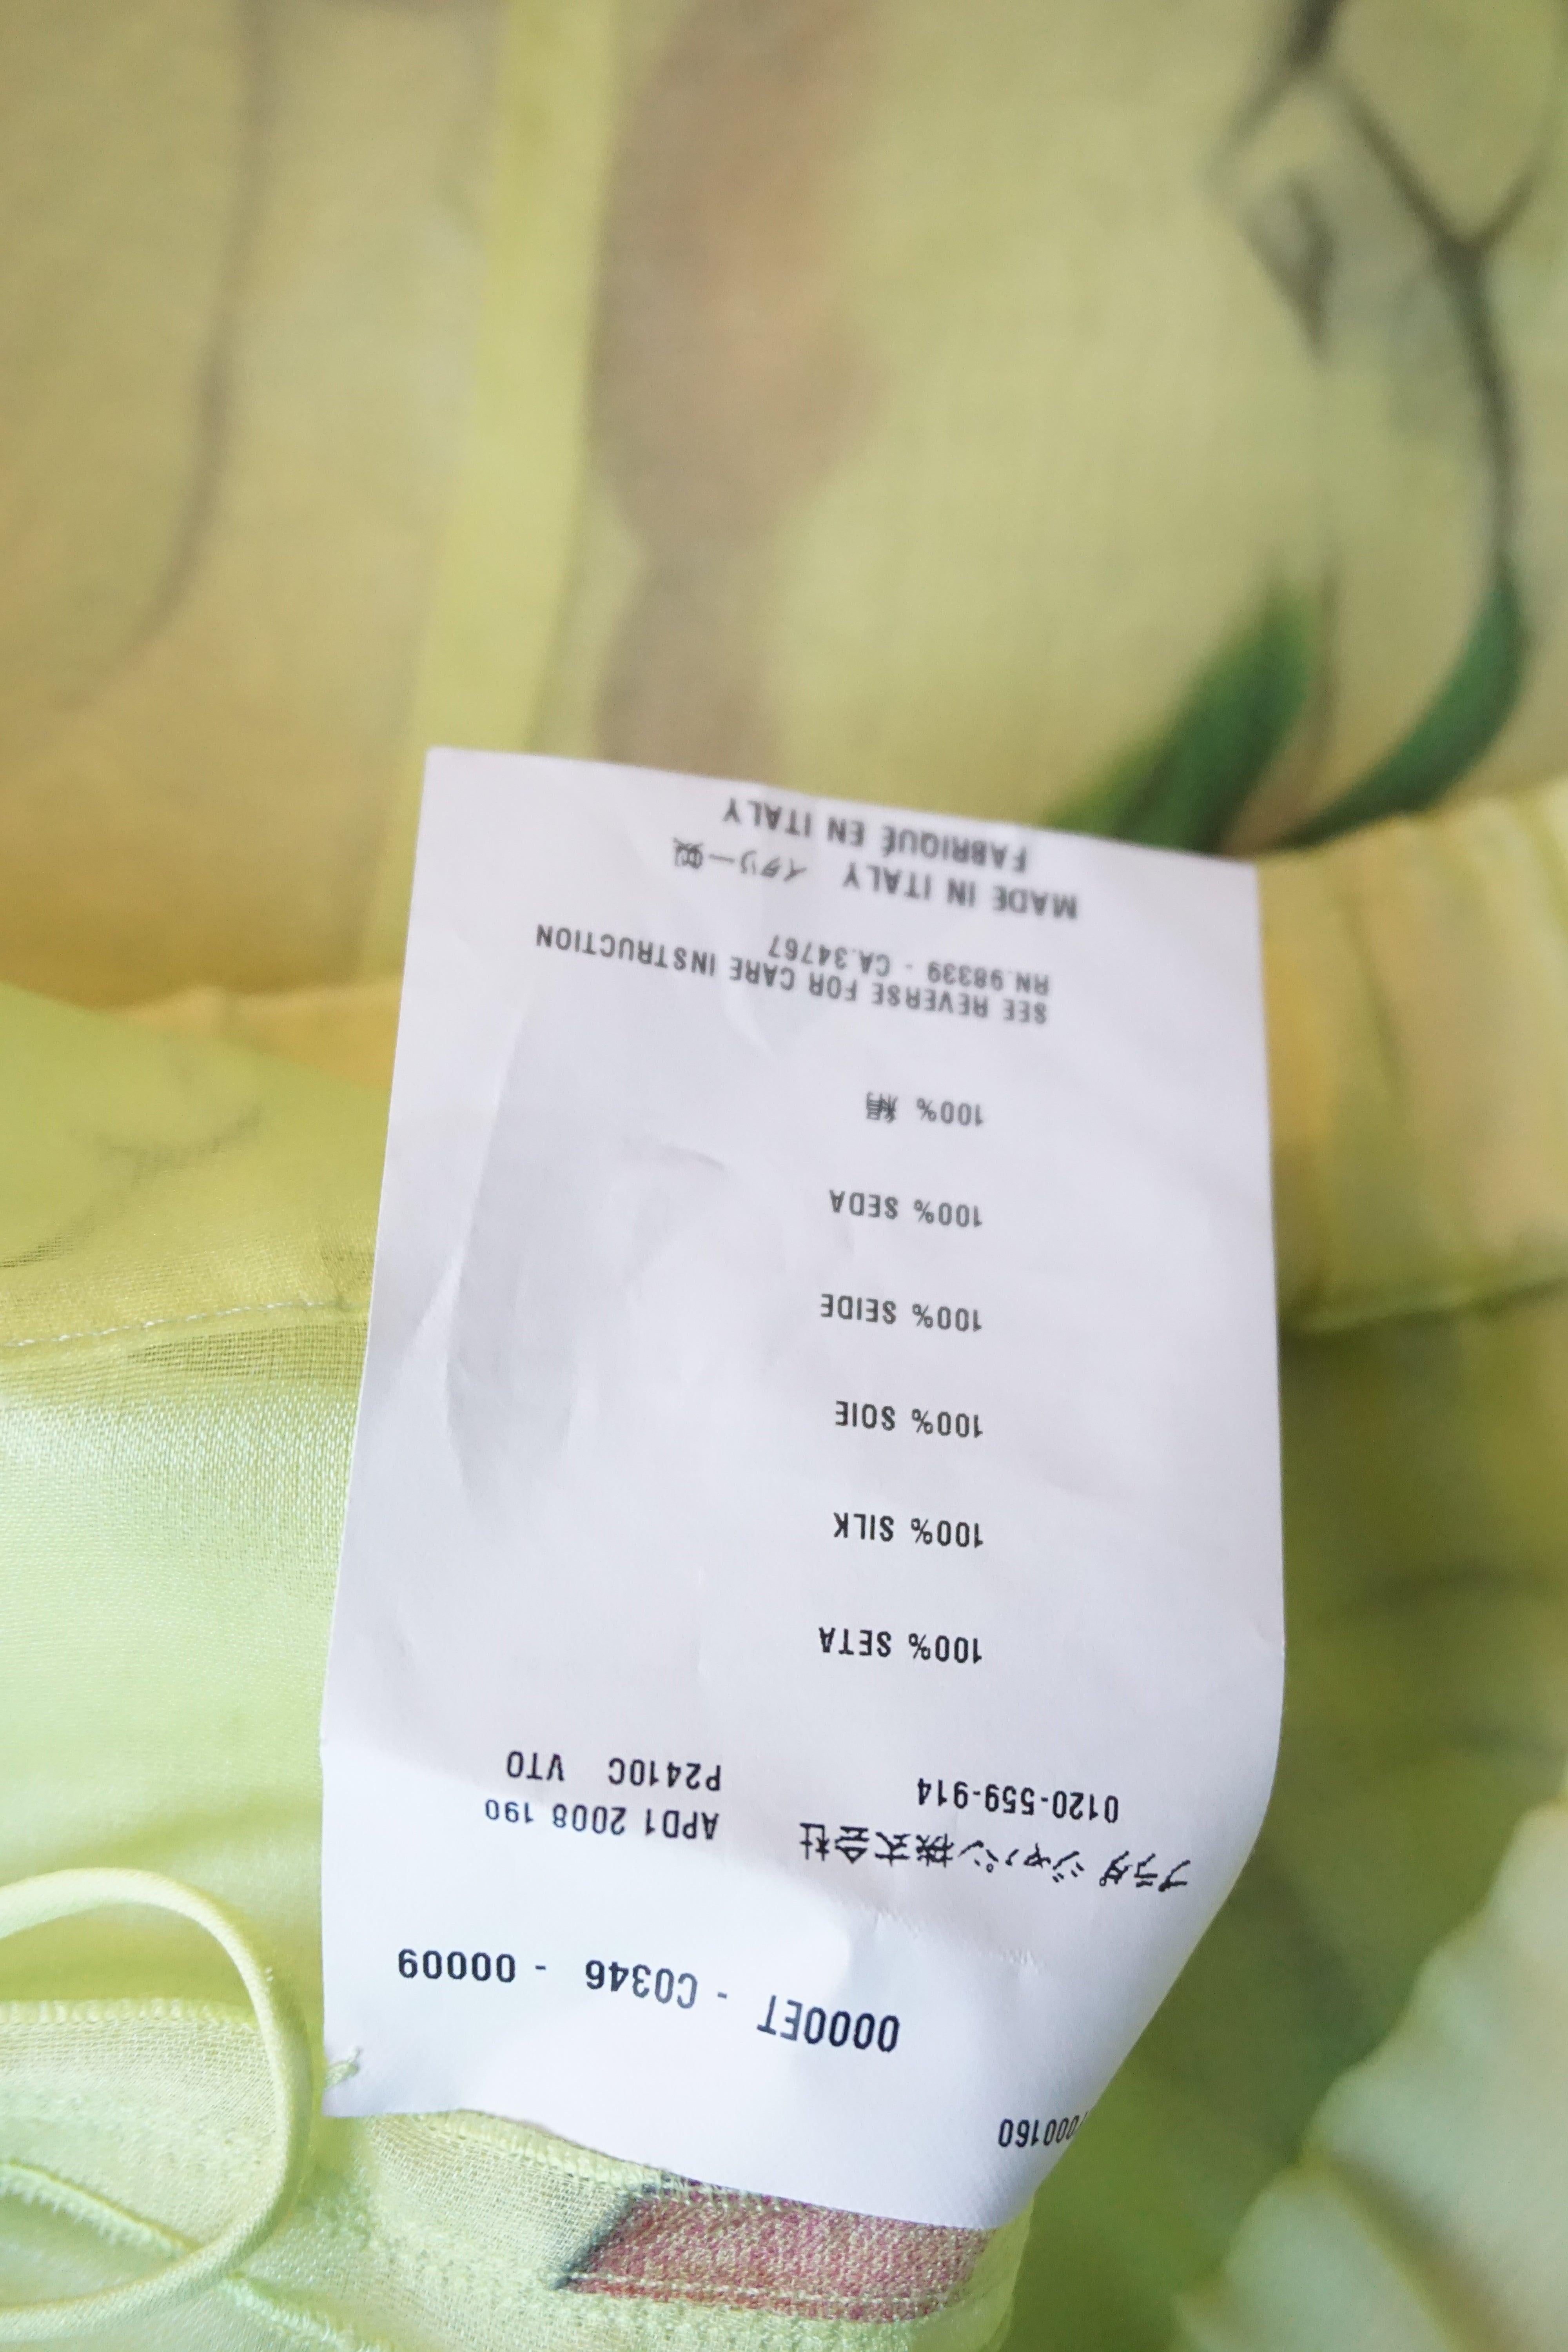 000160
0000ET - C0346 - 00009
プラダ ジャパン株式会社
0120-559-914
APD1 2008 190
P2410C VTO
100% SETA
100% SILK
100% SOIE
100% SEIDE
100% SEDA
100% 絹
SEE REVERSE FOR CARE INSTRUCTION
RN.98339 - CA.34767
MADE IN ITALY イタリー製
FABRIQUÉ EN ITALY